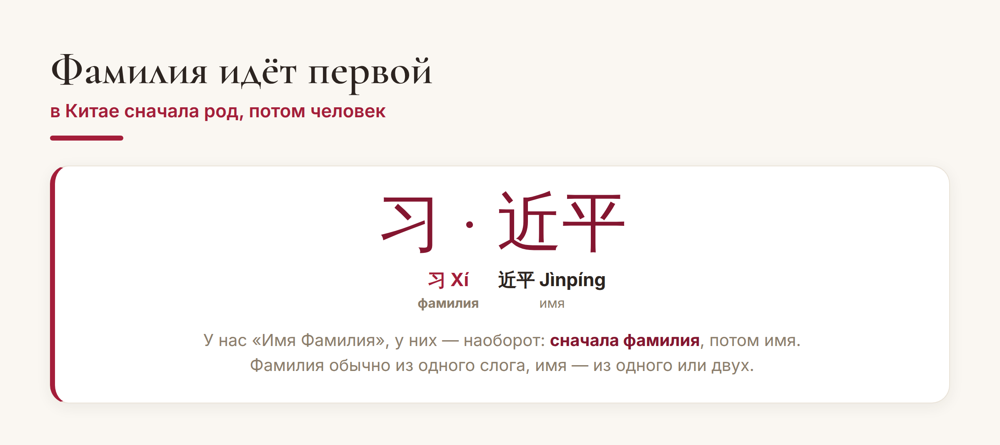 Фамилия идёт первой
в Китае сначала род, потом человек
习 · 近平
习 Xí 近平 Jìnpíng
фамилия имя
У нас «Имя Фамилия», у них — наоборот: сначала фамилия, потом имя.
Фамилия обычно из одного слога, имя — из одного или двух.